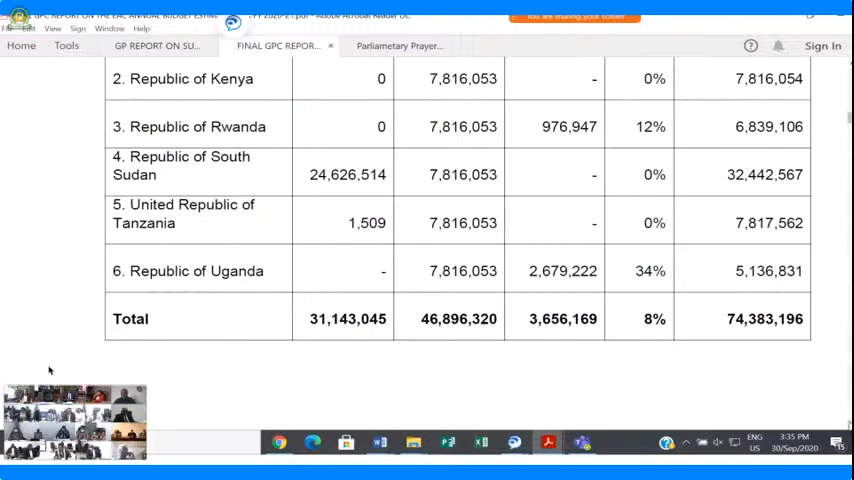 GPC REPORT ON THE EAC ANNUAL BUDGET ESTIM FY 2020-21.pdf - Adobe Acrobat Reader DC
You are sharing your screen
File Edit View Sign Window Help
Home Tools GP REPORT ON SU... FINAL GPC REPOR... × Parliametary Prayer... Sign In
2. Republic of Kenya 0 7,816,053 - 0% 7,816,054
3. Republic of Rwanda 0 7,816,053 976,947 12% 6,839,106
4. Republic of South
Sudan 24,626,514 7,816,053 - 0% 32,442,567
5. United Republic of
Tanzania 1,509 7,816,053 - 0% 7,817,562
6. Republic of Uganda - 7,816,053 2,679,222 34% 5,136,831
Total 31,143,045 46,896,320 3,656,169 8% 74,383,196
ENG 3:35 PM
US 30/Sep/2020 15